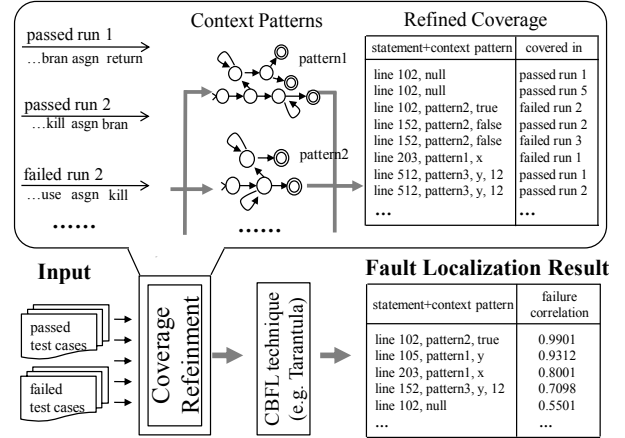 Context Patterns
Refined Coverage
passed run 1
...bran asgn return
passed run 2
...kill asgn bran
failed run 2
...use asgn kill
......
pattern1
pattern2
......
statement+context pattern covered in
line 102, null passed run 1
line 102, null passed run 5
line 102, pattern2, true failed run 2
line 152, pattern2, false passed run 2
line 152, pattern2, false failed run 3
line 203, pattern1, x failed run 1
line 512, pattern3, y, 12 passed run 1
line 512, pattern3, y, 12 passed run 2
... ...
Input
passed
test cases
failed
test cases
Coverage
Refeinment
CBFL technique
(e.g. Tarantula)
Fault Localization Result
statement+context pattern failure
correlation
line 102, pattern2, true 0.9901
line 105, pattern1, y 0.9312
line 203, pattern1, x 0.8001
line 152, pattern3, y, 12 0.7098
line 102, null 0.5501
... ...